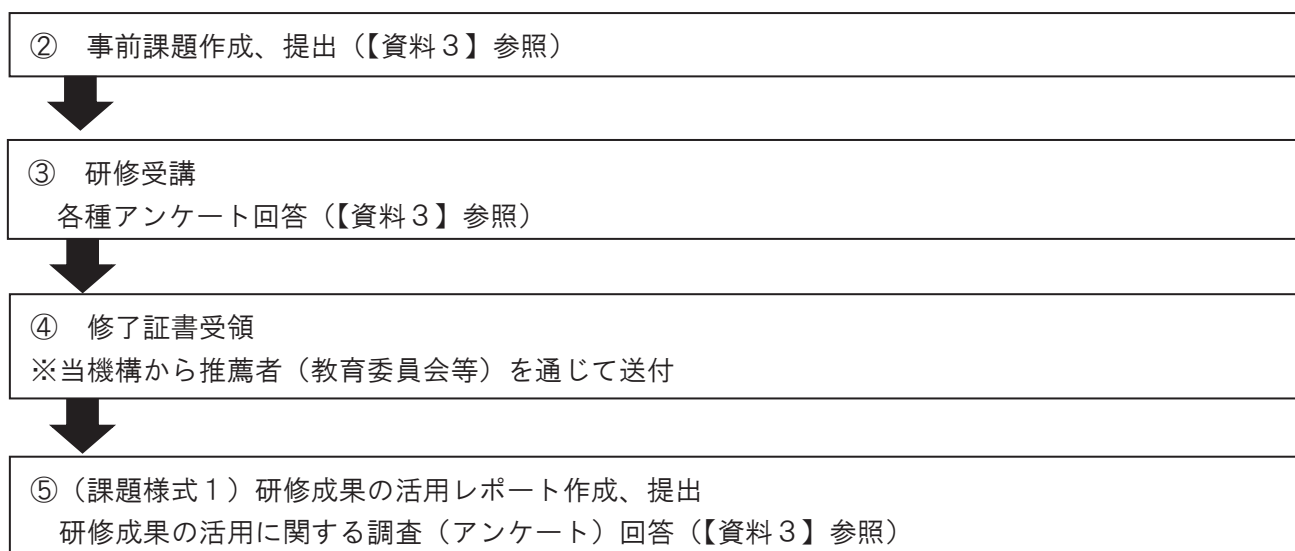 ② 事前課題作成、提出（【資料３】参照）
③ 研修受講
各種アンケート回答（【資料３】参照）
④ 修了証書受領
※当機構から推薦者（教育委員会等）を通じて送付
⑤（課題様式１）研修成果の活用レポート作成、提出
研修成果の活用に関する調査（アンケート）回答（【資料３】参照）